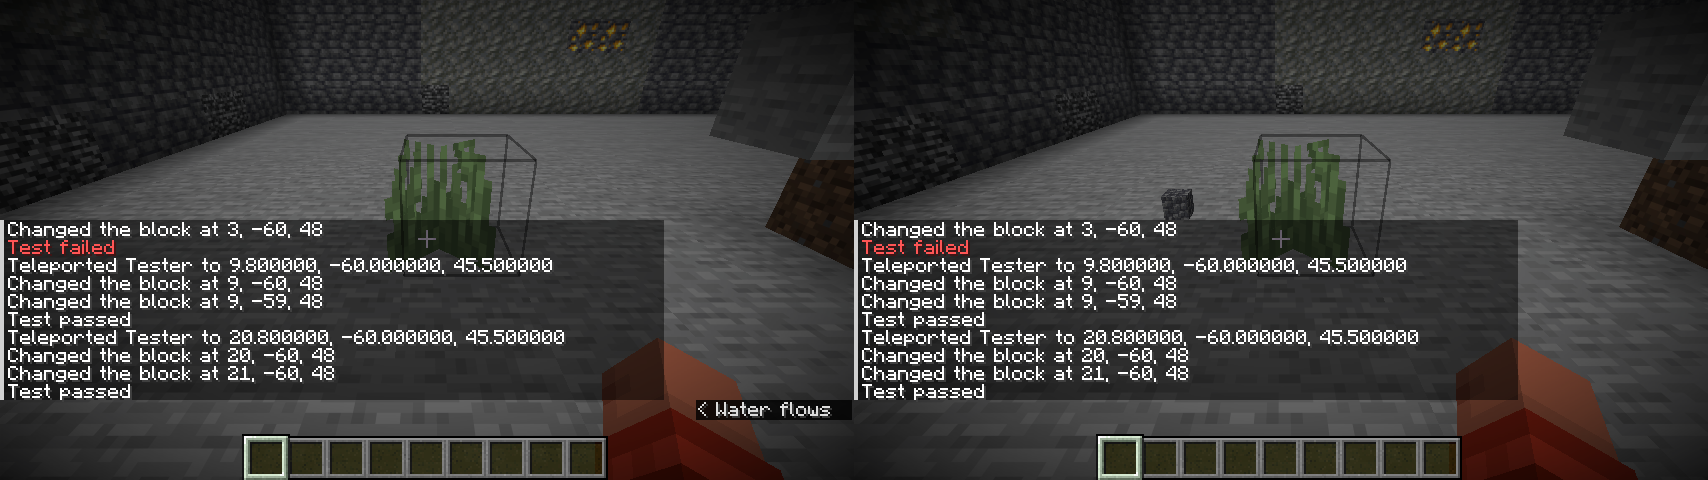 Changed the block at 3, -60, 48
Test failed
Teleported Tester to 9.800000, -60.000000, 45.500000
Changed the block at 9, -60, 48
Changed the block at 9, -59, 48
Test passed
Teleported Tester to 20.800000, -60.000000, 45.500000
Changed the block at 20, -60, 48
Changed the block at 21, -60, 48
Test passed
< Water flows
Changed the block at 3, -60, 48
Test failed
Teleported Tester to 9.800000, -60.000000, 45.500000
Changed the block at 9, -60, 48
Changed the block at 9, -59, 48
Test passed
Teleported Tester to 20.800000, -60.000000, 45.500000
Changed the block at 20, -60, 48
Changed the block at 21, -60, 48
Test passed